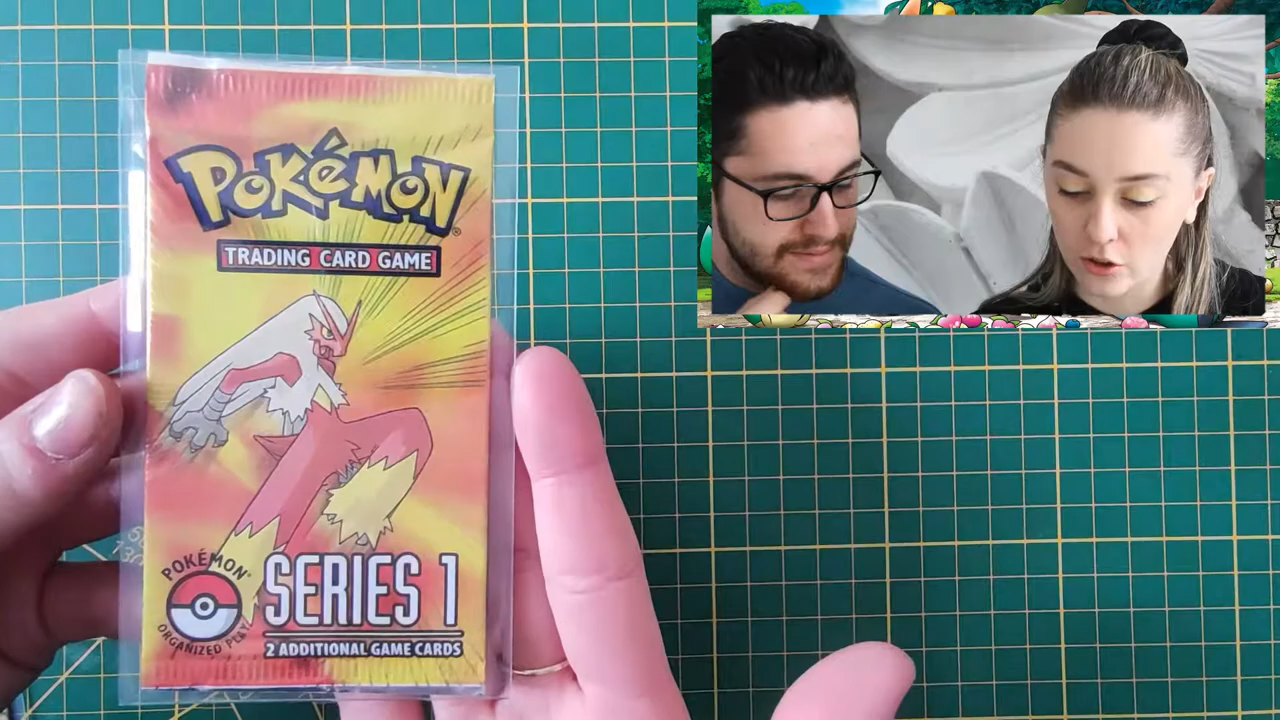 POKÉMON
TRADING CARD GAME
POKÉMON
ORGANIZED PLAY
SERIES 1
2 ADDITIONAL GAME CARDS